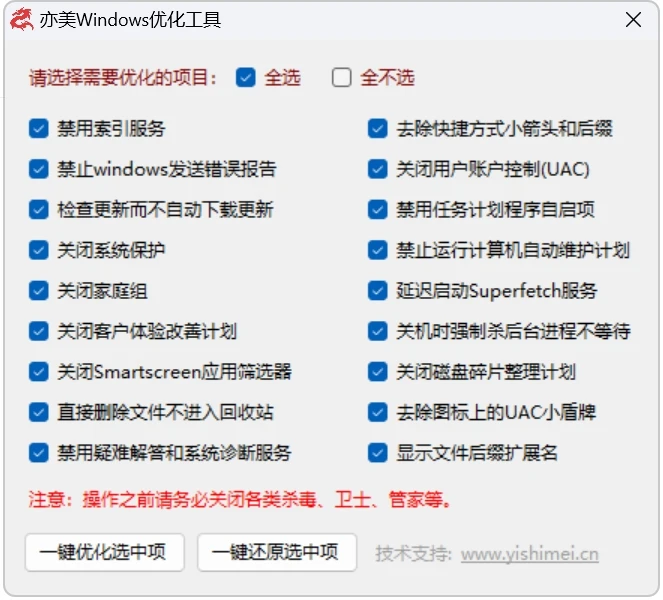 亦美Windows优化工具
请选择需要优化的项目： 全选 全不选
禁用索引服务 去除快捷方式小箭头和后缀
禁止windows发送错误报告 关闭用户账户控制(UAC)
检查更新而不自动下载更新 禁用任务计划程序自启项
关闭系统保护 禁止运行计算机自动维护计划
关闭家庭组 延迟启动Superfetch服务
关闭客户体验改善计划 关机时强制杀后台进程不等待
关闭Smartscreen应用筛选器 关闭磁盘碎片整理计划
直接删除文件不进入回收站 去除图标上的UAC小盾牌
禁用疑难解答和系统诊断服务 显示文件后缀扩展名
注意：操作之前请务必关闭各类杀毒、卫士、管家等。
一键优化选中项 一键还原选中项 技术支持: www.yishimei.cn